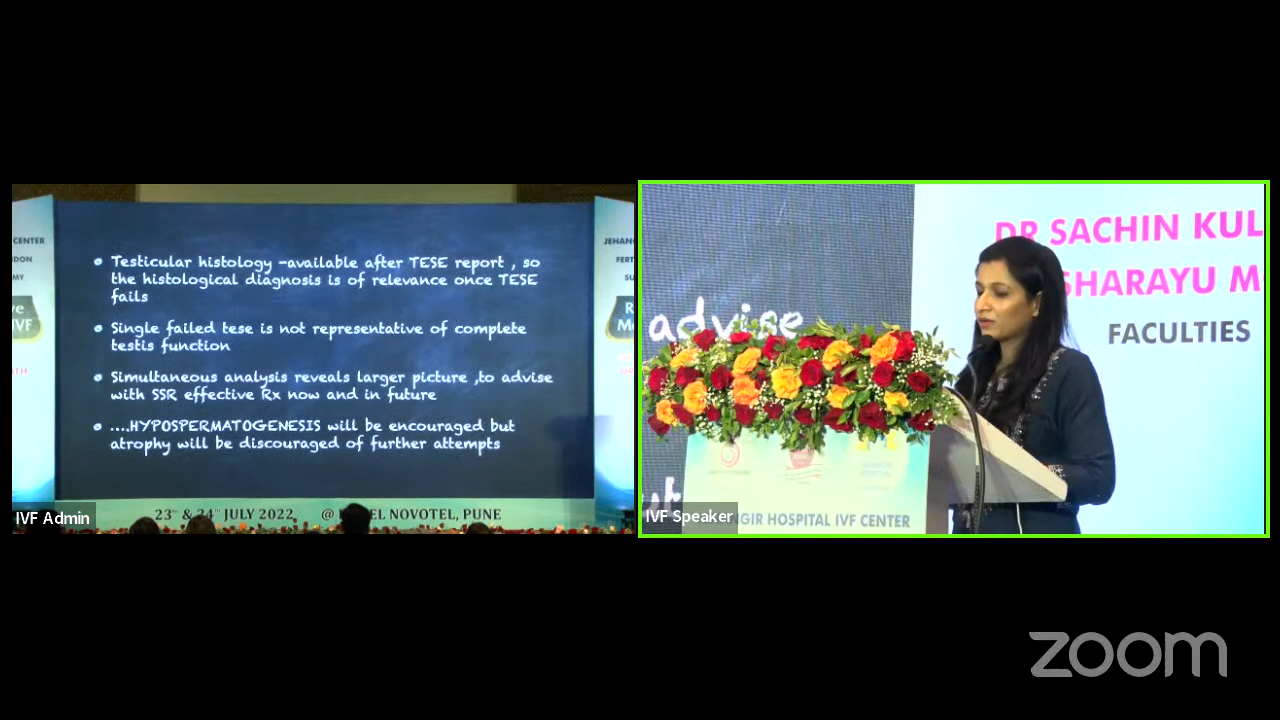 CENTER
Testicular histology -available after TESE report , so
the histological diagnosis is of relevance once TESE
fails
Single failed tese is not representative of complete
testis function
Simultaneous analysis reveals larger picture ,to advise
with SSR effective Rx now and in future
....HYPOSPERMATOGENESIS will be encouraged but
atrophy will be discouraged of further attempts
23 & 24 JULY 2022 @ NOVOTEL, PUNE
IVF Admin
DR SACHIN KUL
SHARAYU M
FACULTIES
advise
GIR HOSPITAL IVF CENTER
IVF Speaker
zoom